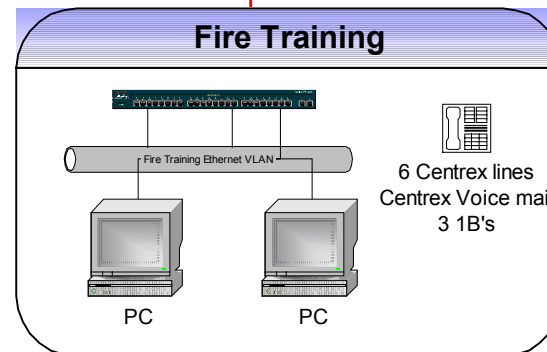 Fire Training
Fire Training Ethernet VLAN
6 Centrex lines
Centrex Voice mai
3 1B's
PC
PC